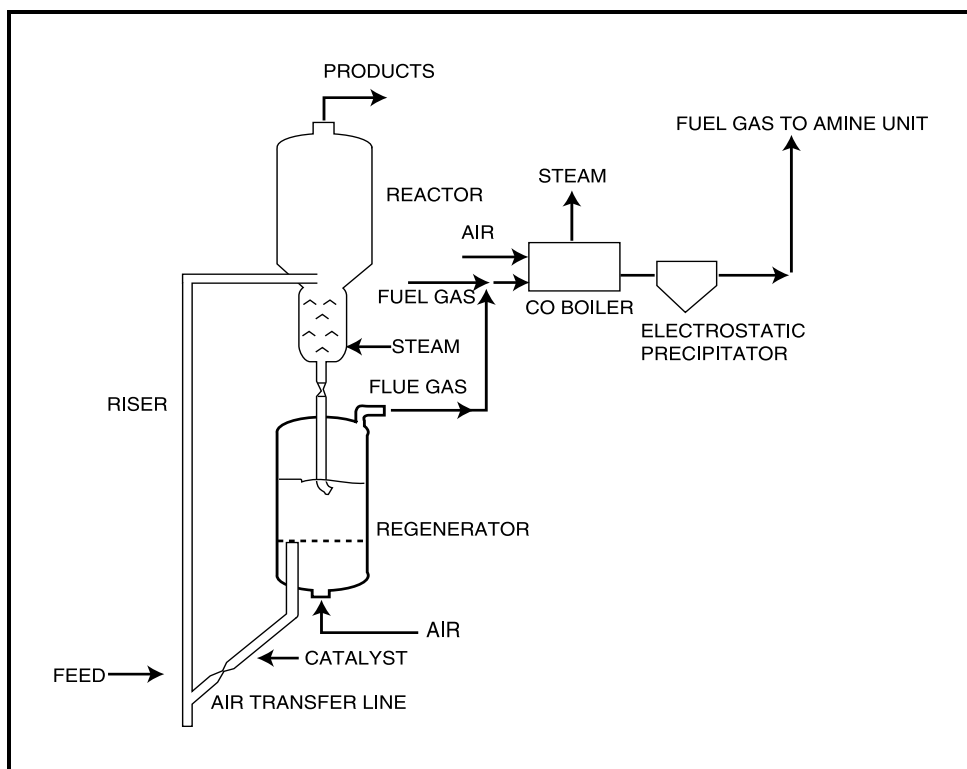 PRODUCTS
FUEL GAS TO AMINE UNIT
STEAM
REACTOR
AIR
FUEL GAS
CO BOILER
ELECTROSTATIC
PRECIPITATOR
STEAM
FLUE GAS
RISER
REGENERATOR
AIR
CATALYST
FEED
AIR TRANSFER LINE